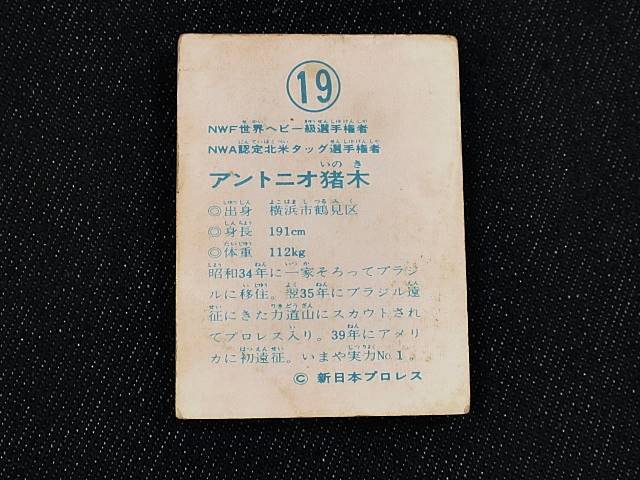 19
NWF世界ヘビー級選手権者
NWA認定北米タッグ選手権者
アントニオ猪木
◎出身 横浜市鶴見区
◎身長 191cm
◎体重 112kg
昭和34年に一家そろってブラジ
ルに移住。翌35年にブラジル遠
征にきた力道山にスカウトされ
てプロレス入り。39年にアメリ
カに初遠征。いまや実力No.1。
© 新日本プロレス